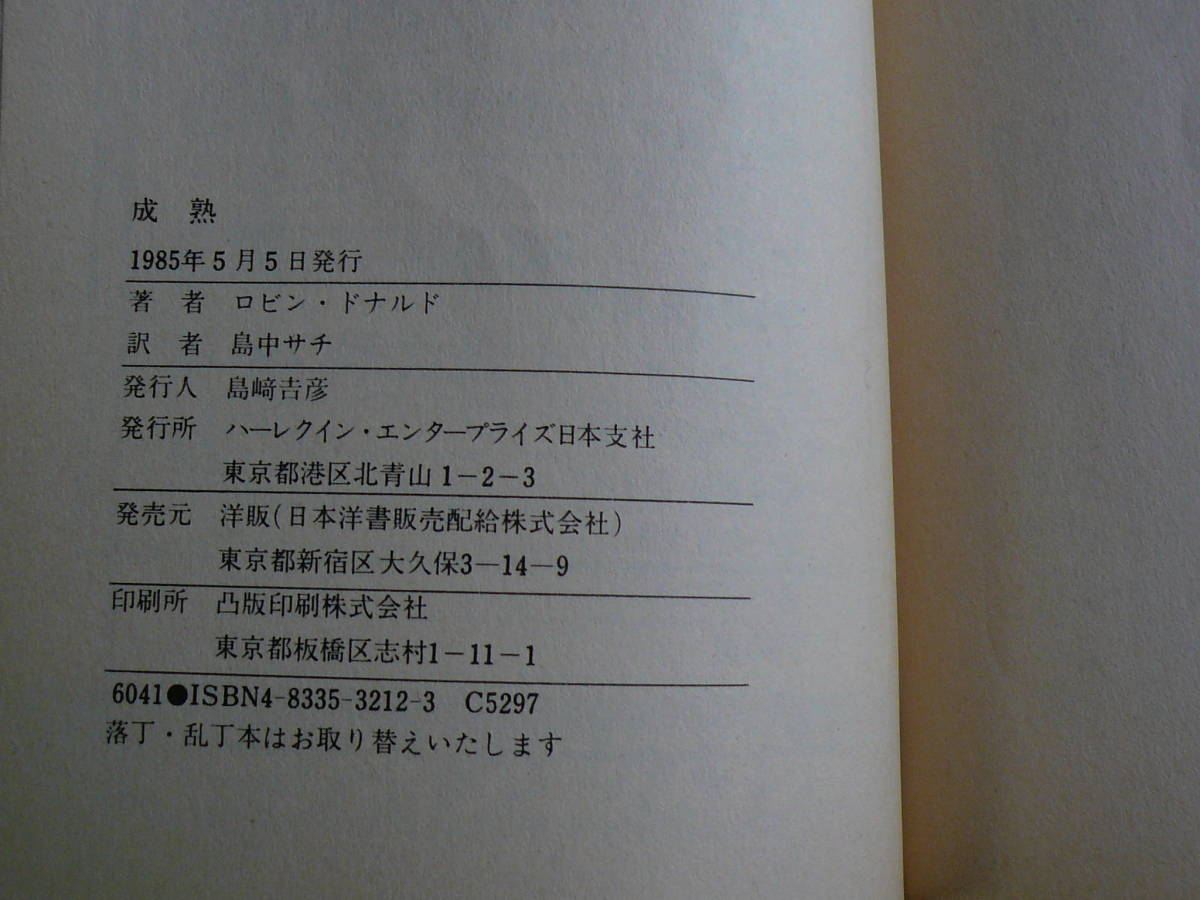 成熟
1985年5月5日発行
著者 ロビン・ドナルド
訳者 島中サチ
発行人 島﨑𠮷彦
発行所 ハーレクイン・エンタープライズ日本支社
東京都港区北青山1-2-3
発売元 洋販(日本洋書販売配給株式会社)
東京都新宿区大久保3-14-9
印刷所 凸版印刷株式会社
東京都板橋区志村1-11-1
6041●ISBN4-8335-3212-3 C5297
落丁・乱丁本はお取り替えいたします